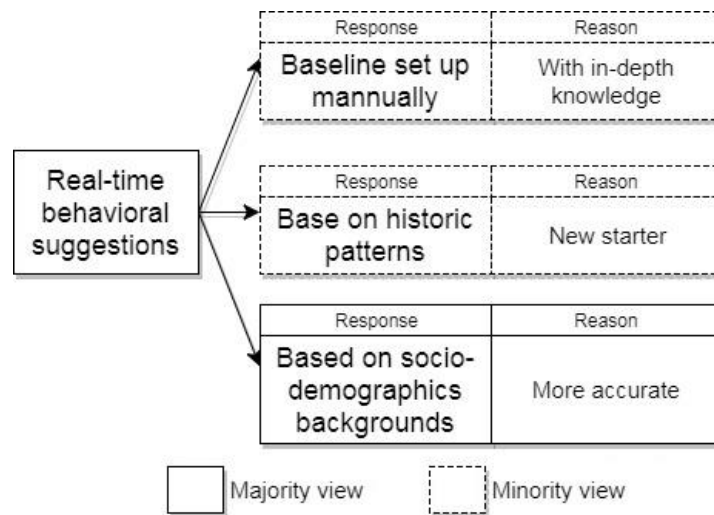 Response Reason
Baseline set up
mannually
With in-depth
knowledge
Real-time
behavioral
suggestions
Response Reason
Base on historic
patterns
New starter
Response Reason
Based on socio-
demographics
backgrounds
More accurate
Majority view
Minority view